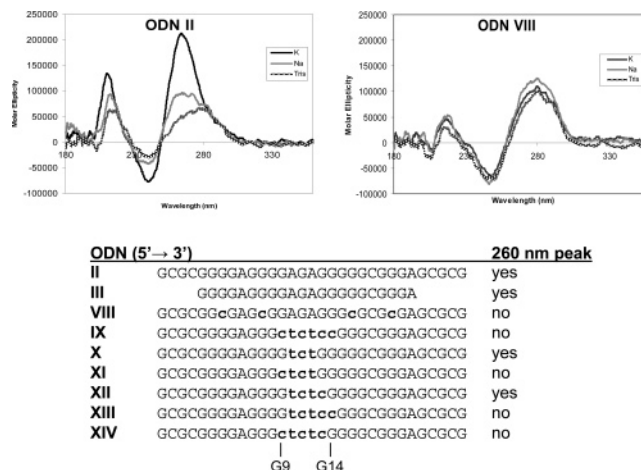 ODN II
250000
200000
150000
100000
50000
0
-50000
-100000
180
230
280
330
Molar Ellipticity
Wavelength (nm)
K
Na
Tris
ODN VIII
250000
200000
150000
100000
50000
0
-50000
-100000
180
230
280
330
Molar Ellipticity
Wavelength (nm)
K
Na
Tris
ODN (5'→ 3') 260 nm peak
II GCGCGGGGAGGGGAGAGGGGGCGGGAGCGCG yes
III GGGGAGGGGAGAGGGGGCGGGA yes
VIII GCGCGGcGAGcGGAGAGGGcGCGcGAGCGCG no
IX GCGCGGGGAGGGctctccGGGCGGGAGCGCG no
X GCGCGGGGAGGGGtctGGGGGCGGGAGCGCG yes
XI GCGCGGGGAGGGctctGGGGGCGGGAGCGCG no
XII GCGCGGGGAGGGGtctcGGGGCGGGAGCGCG yes
XIII GCGCGGGGAGGGGtctccGGGCGGGAGCGCG no
XIV GCGCGGGGAGGGctctcGGGGCGGGAGCGCG no
G9 G14